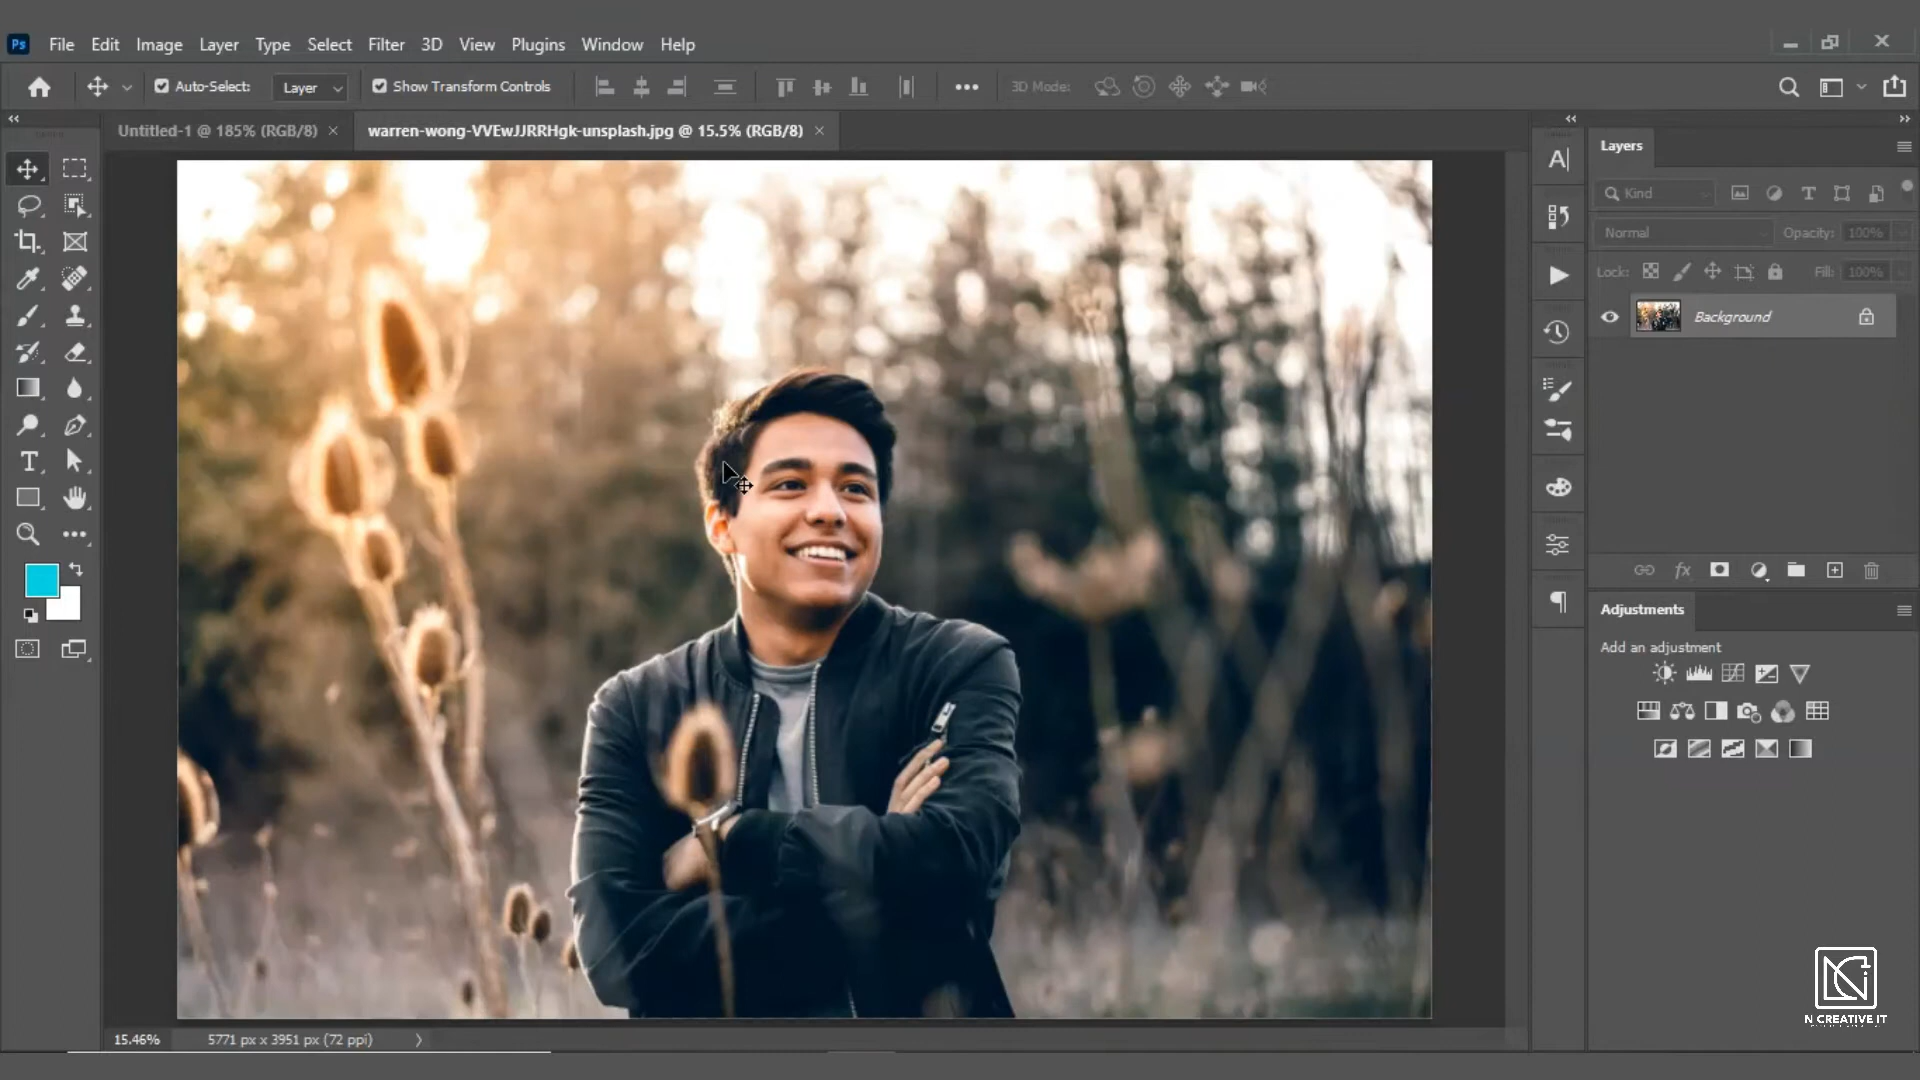 Ps File Edit Image Layer Type Select Filter 3D View Plugins Window Help
Auto-Select: Layer Show Transform Controls 3D Mode:
Untitled-1 @ 185% (RGB/8) × warren-wong-VVEwJJRRHgk-unsplash.jpg @ 15.5% (RGB/8) ×
Layers
Kind
Normal Opacity: 100%
Lock: Fill: 100%
Background
fx
Adjustments
Add an adjustment
N CREATIVE IT
15.46% 5771 px x 3951 px (72 ppi)